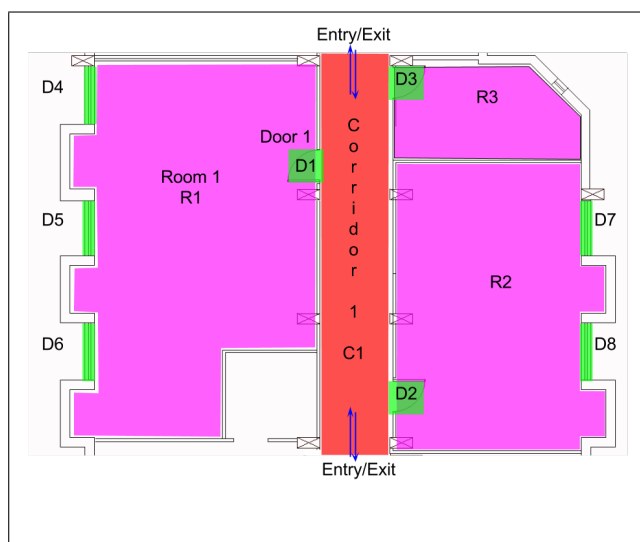 Entry/Exit
D4
D3
R3
Door 1
D1
Room 1
R1
Corridor 1
C1
D5
D7
R2
D6
D8
D2
Entry/Exit